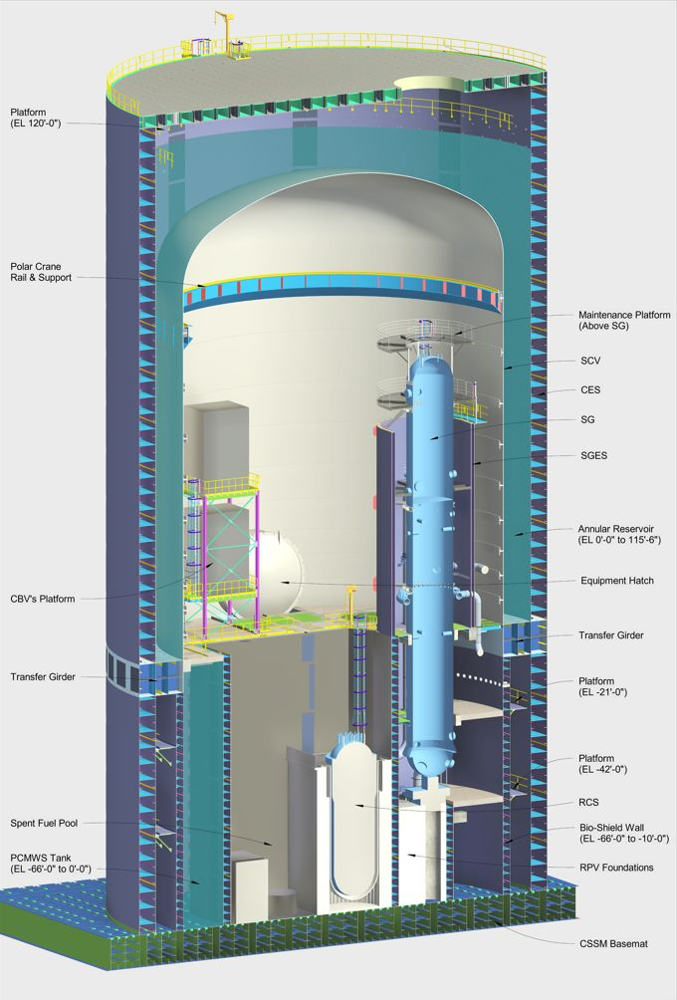 Platform
(EL 120'-0")
Polar Crane
Rail & Support
CBV's Platform
Transfer Girder
Spent Fuel Pool
PCMWS Tank
(EL -66'-0" to 0'-0")
Maintenance Platform
(Above SG)
SCV
CES
SG
SGES
Annular Reservoir
(EL 0'-0" to 115'-6")
Equipment Hatch
Transfer Girder
Platform
(EL -21'-0")
Platform
(EL -42'-0")
RCS
Bio-Shield Wall
(EL -66'-0" to -10'-0")
RPV Foundations
CSSM Basemat